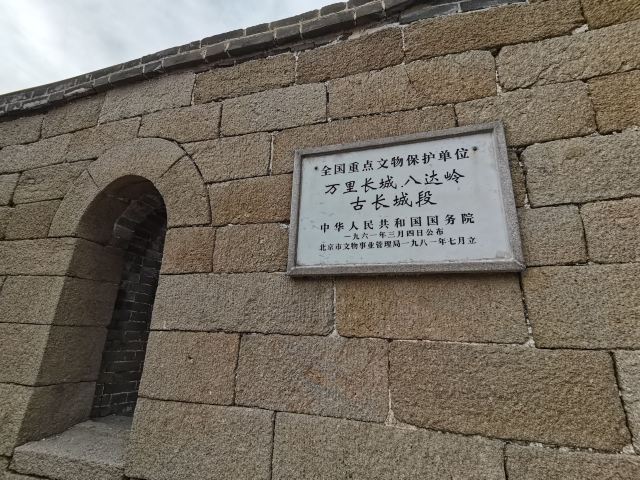 全国重点文物保护单位
万里长城.八达岭
古长城段
中华人民共和国国务院
一九六一年三月四日公布
北京市文物事业管理局一九八一年七月立